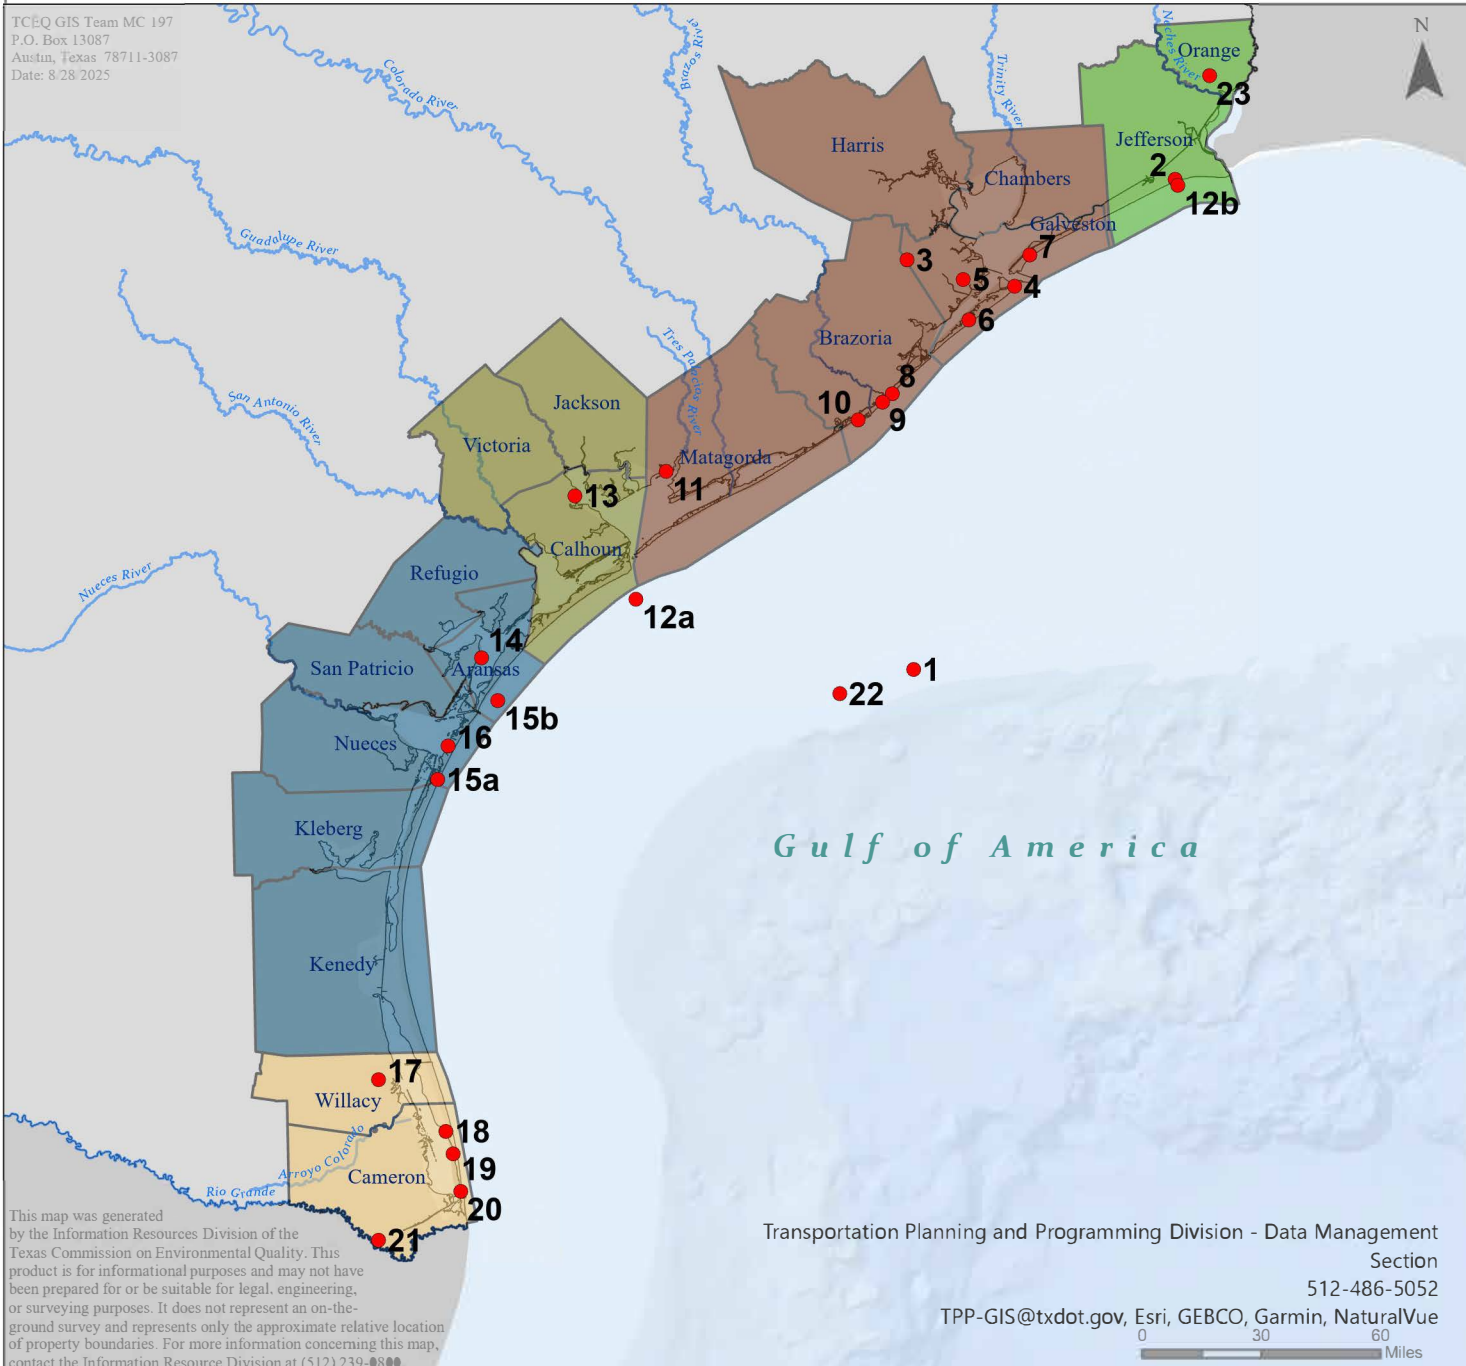 TCEQ GIS Team MC 197
P.O. Box 13087
Austin, Texas 78711-3087
Date: 8/28/2025
N
Colorado River
Brazos River
Trinity River
Neches River
Orange
23
Harris
Jefferson
2
12b
Chambers
Galveston
7
3
5
4
6
Guadalupe River
Brazoria
Tres Palacios River
8
10
9
Jackson
San Antonio River
Victoria
Matagorda
13
11
Calhoun
Nueces River
Refugio
12a
14
San Patricio
Aransas
1
22
15b
16
Nueces
15a
Kleberg
Gulf of America
Kenedy
17
Willacy
18
Arroyo Colorado
19
Cameron
Rio Grande
20
21
This map was generated
by the Information Resources Division of the
Texas Commission on Environmental Quality. This
product is for informational purposes and may not have
been prepared for or be suitable for legal, engineering,
or surveying purposes. It does not represent an on-the-
ground survey and represents only the approximate relative location
of property boundaries. For more information concerning this map,
contact the Information Resource Division at (512) 239-
Transportation Planning and Programming Division - Data Management
Section
512-486-5052
TPP-GIS@txdot.gov, Esri, GEBCO, Garmin, NaturalVue
0 30 60
Miles